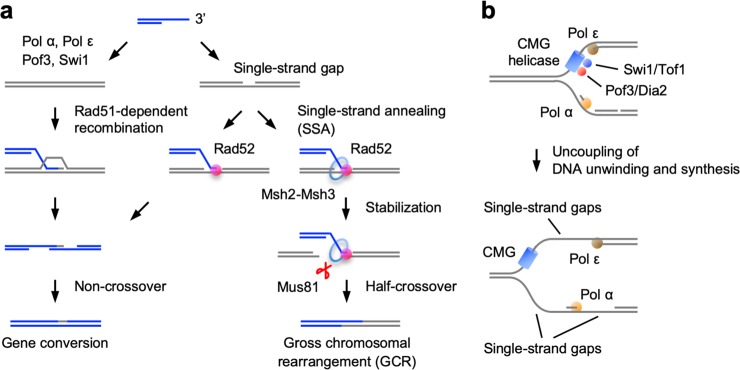 a
3’
Pol α, Pol ε
Pof3, Swi1
Single-strand gap
Rad51-dependent
recombination
Single-strand annealing
(SSA)
Rad52
Rad52
Msh2-Msh3
Stabilization
Mus81
Non-crossover
Half-crossover
Gene conversion
Gross chromosomal
rearrangement (GCR)
b
Pol ε
CMG
helicase
Swi1/Tof1
Pof3/Dia2
Pol α
Uncoupling of
DNA unwinding and synthesis
Single-strand gaps
CMG
Pol ε
Pol α
Single-strand gaps